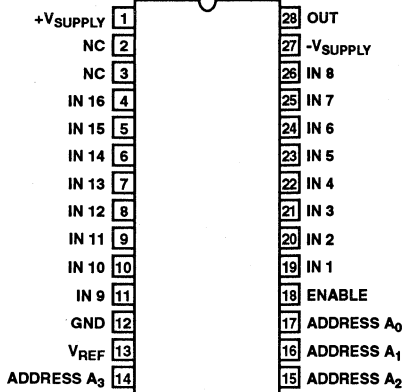 +VSUPPLY 1 28 OUT
NC 2 27 -VSUPPLY
NC 3 26 IN 8
IN 16 4 25 IN 7
IN 15 5 24 IN 6
IN 14 6 23 IN 5
IN 13 7 22 IN 4
IN 12 8 21 IN 3
IN 11 9 20 IN 2
IN 10 10 19 IN 1
IN 9 11 18 ENABLE
GND 12 17 ADDRESS A0
VREF 13 16 ADDRESS A1
ADDRESS A3 14 15 ADDRESS A2